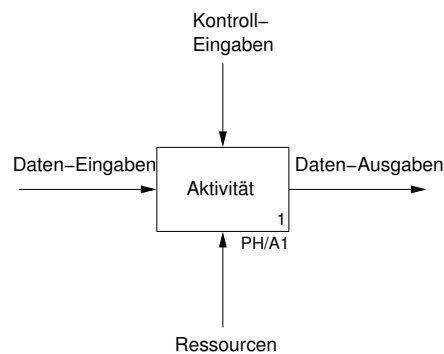 Kontroll–
Eingaben
Daten–Eingaben
Aktivität
Daten–Ausgaben
1
PH/A1
Ressourcen